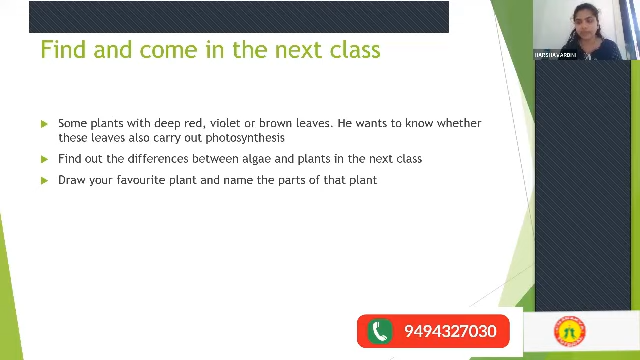 HARSHAVARDINI
Find and come in the next class
Some plants with deep red, violet or brown leaves. He wants to know whether
these leaves also carry out photosynthesis
Find out the differences between algae and plants in the next class
Draw your favourite plant and name the parts of that plant
9494327030